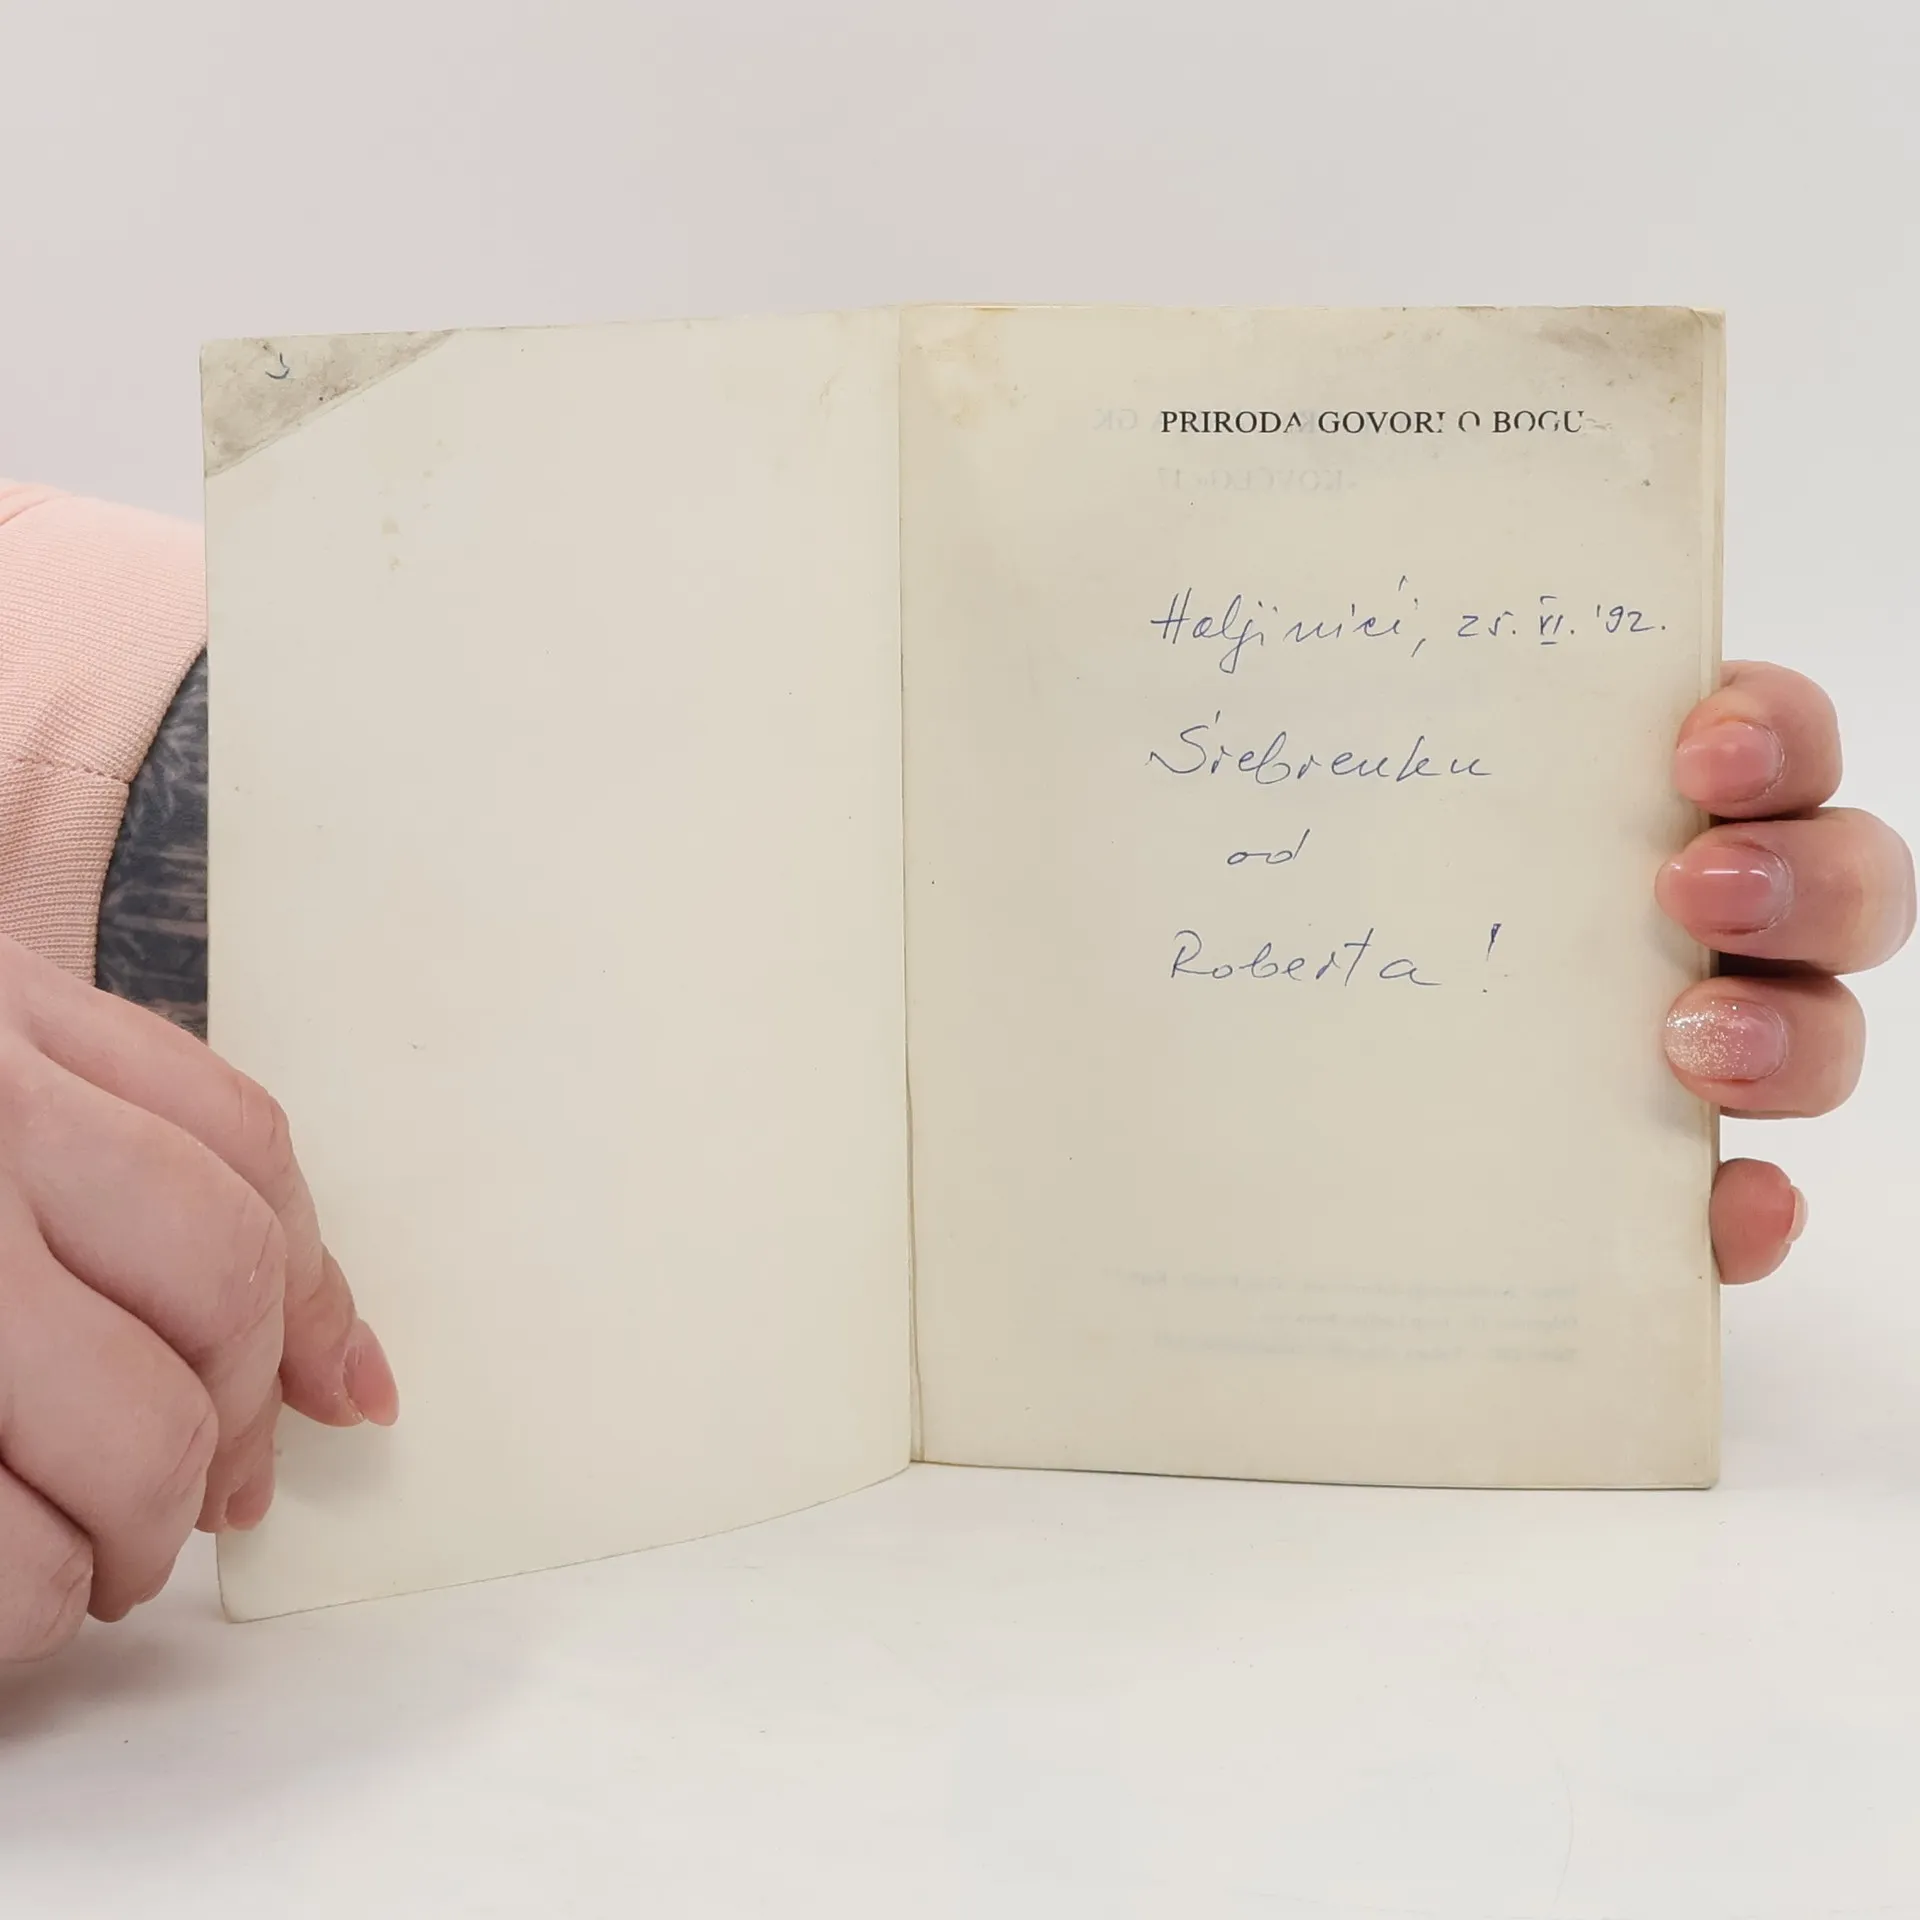 PRIRODA GOVORI O BOGU
Haljinići, 25. VI. '92.
Srebrenku
od
Roberta !